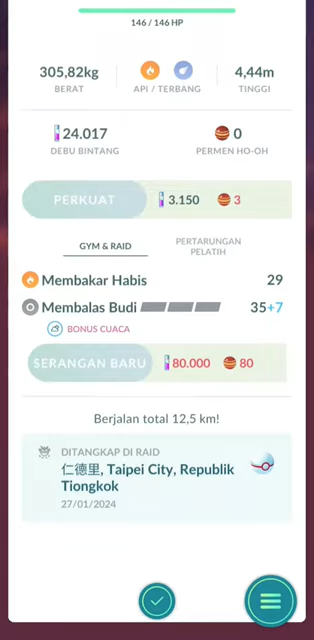 146 / 146 HP
305,82kg
BERAT
API / TERBANG
4,44m
TINGGI
24.017
DEBU BINTANG
0
PERMEN HO-OH
PERKUAT
3.150
3
GYM & RAID
PERTARUNGAN
PELATIH
Membakar Habis
29
Membalas Budi
35+7
BONUS CUACA
SERANGAN BARU
80.000
80
Berjalan total 12,5 km!
DITANGKAP DI RAID
仁德里, Taipei City, Republik
Tiongkok
27/01/2024